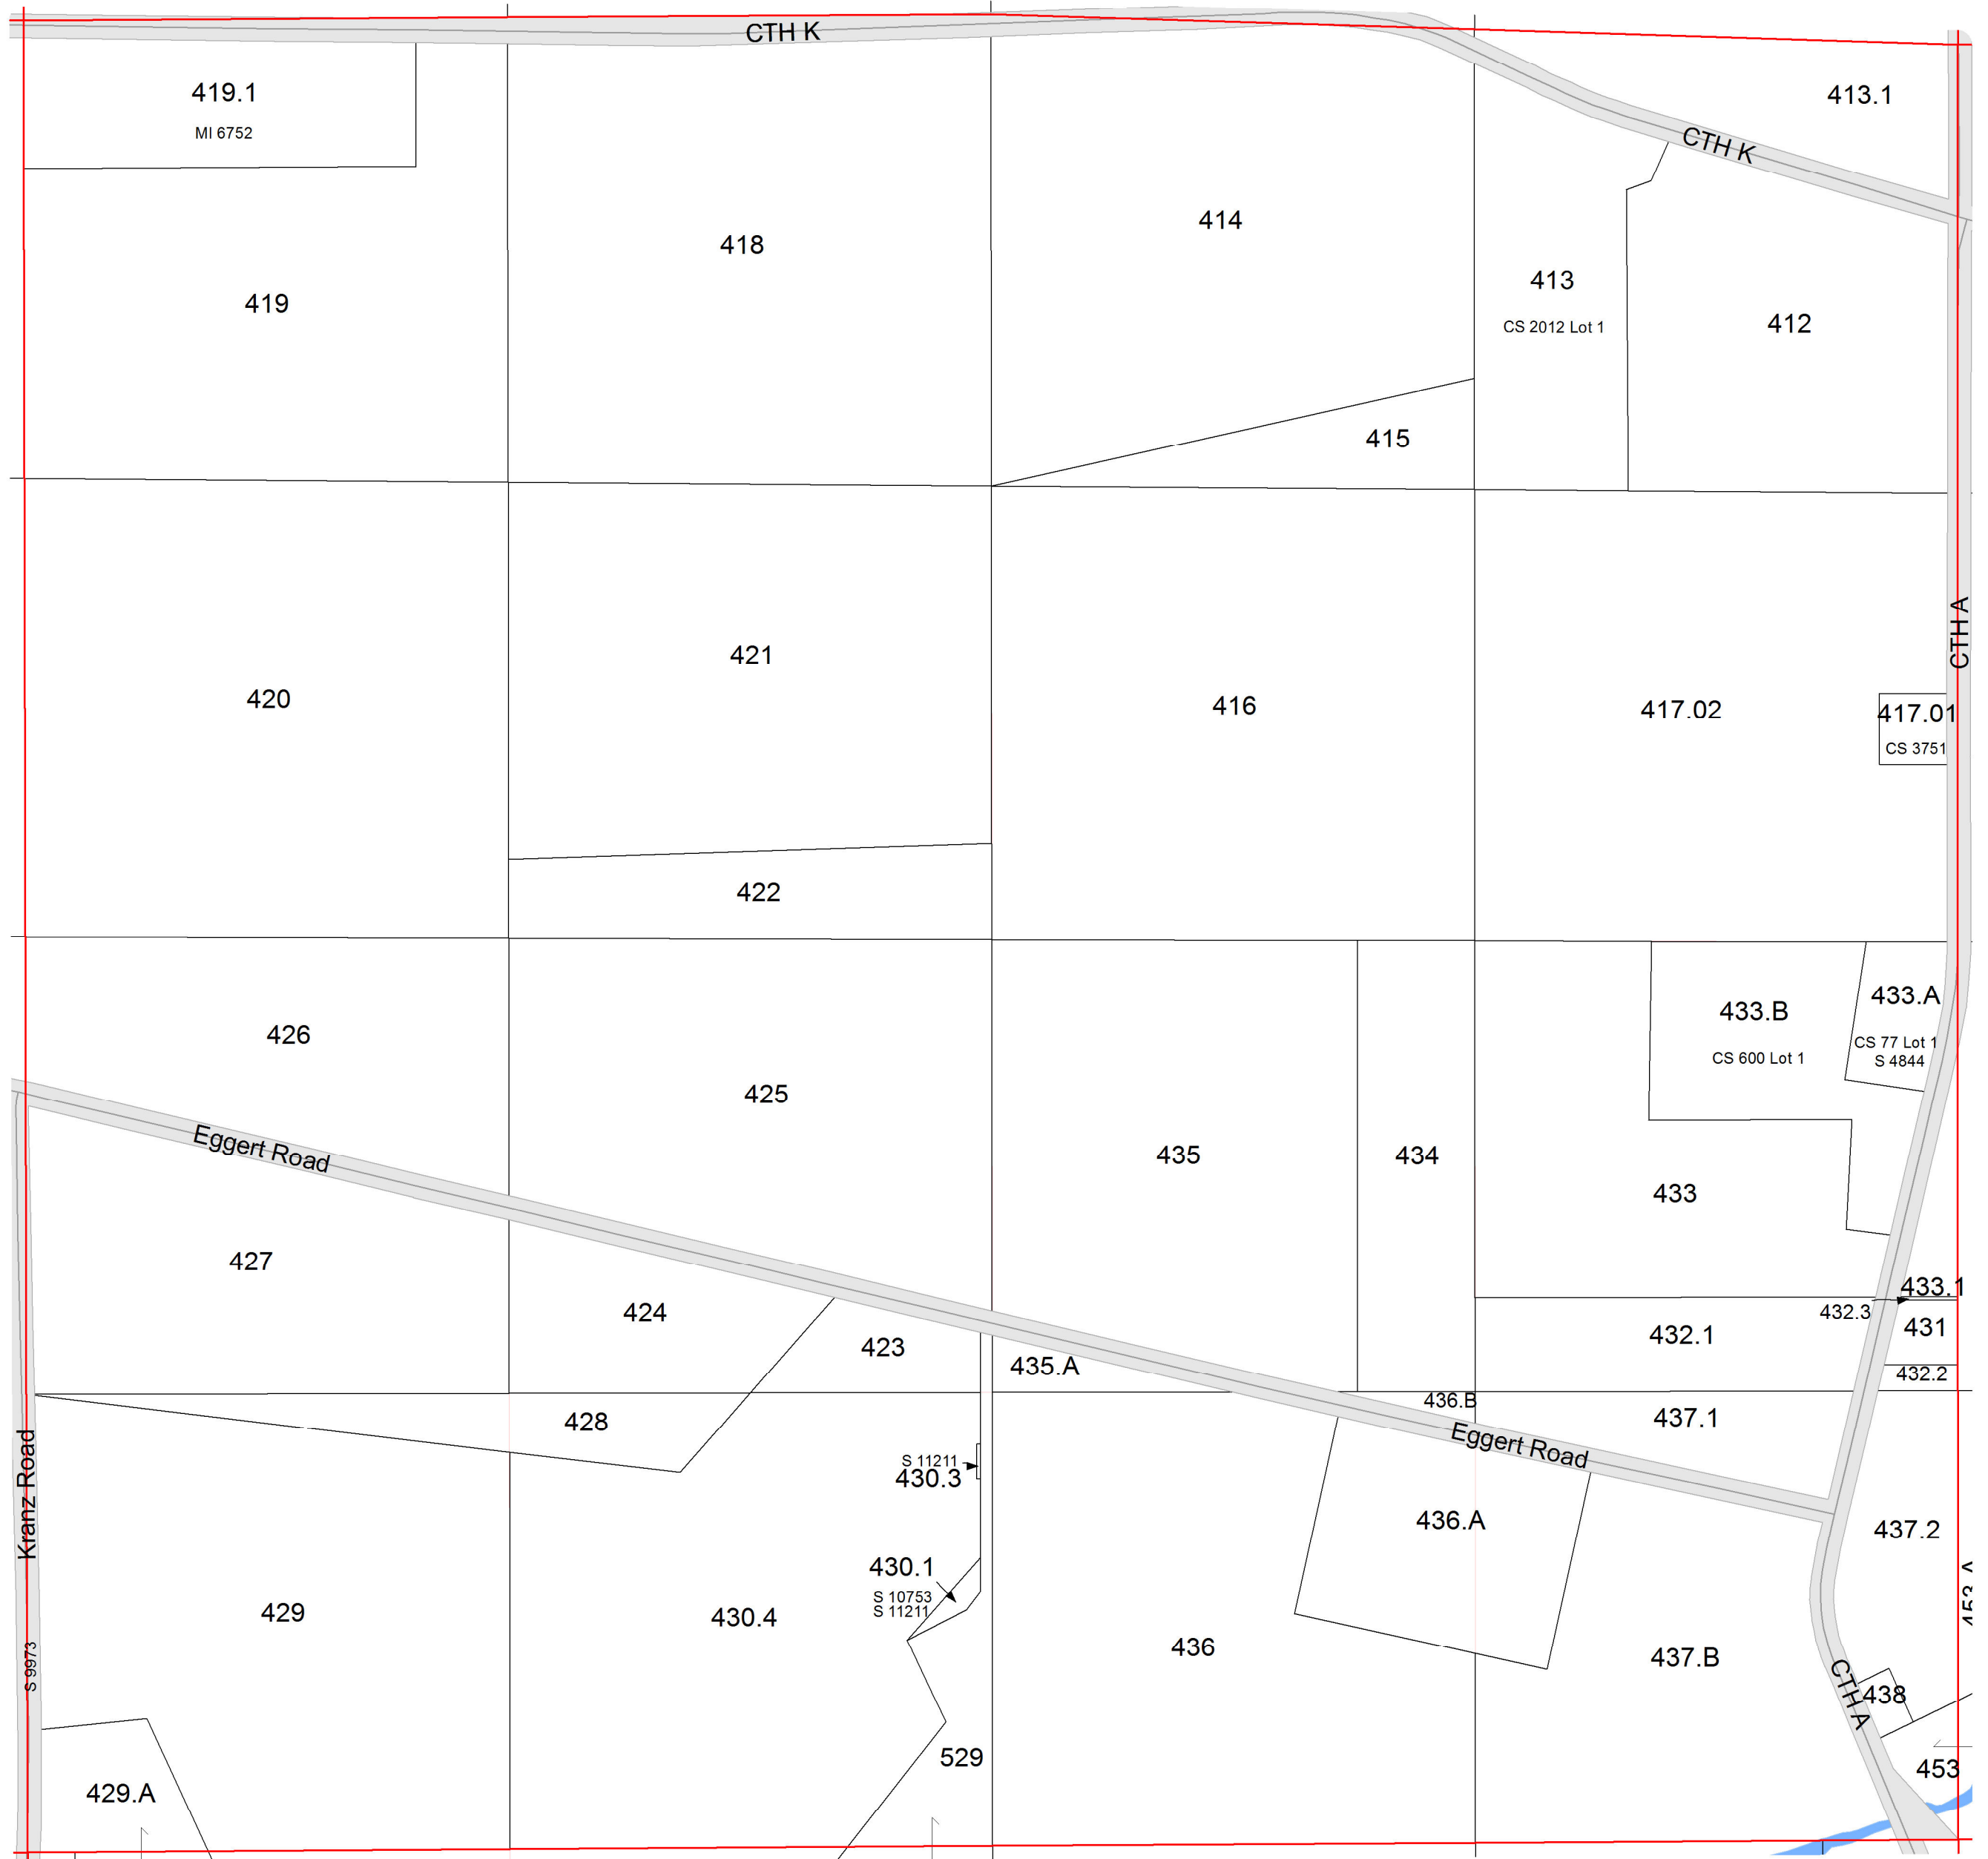 CTH K
419.1
MI 6752
413.1
CTH K
414
418
413
419
CS 2012 Lot 1
412
415
CTH A
421
420
416
417.02
417.01
CS 3751
422
433.A
433.B
426
CS 77 Lot 1
CS 600 Lot 1
S 4844
425
Eggert Road
435
434
433
427
433.1
424
432.3
431
432.1
423
435.A
432.2
436.B
428
437.1
Eggert Road
S 11211
430.3
Kranz Road
436.A
437.2
430.1
S 10753
S 11211
453.A
429
430.4
436
437.B
S 9973
438
CTH A
529
453
429.A